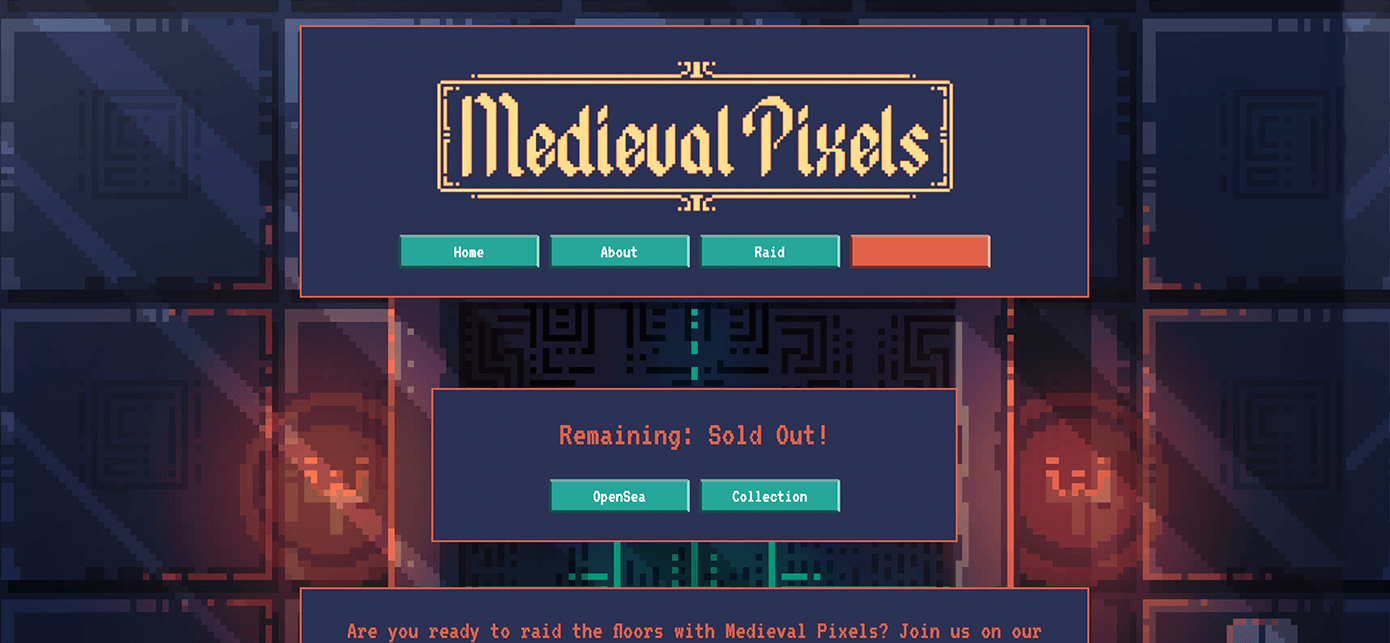 Medieval Pixels
Home About Raid
Remaining: Sold Out!
OpenSea Collection
Are you ready to raid the floors with Medieval Pixels? Join us on our